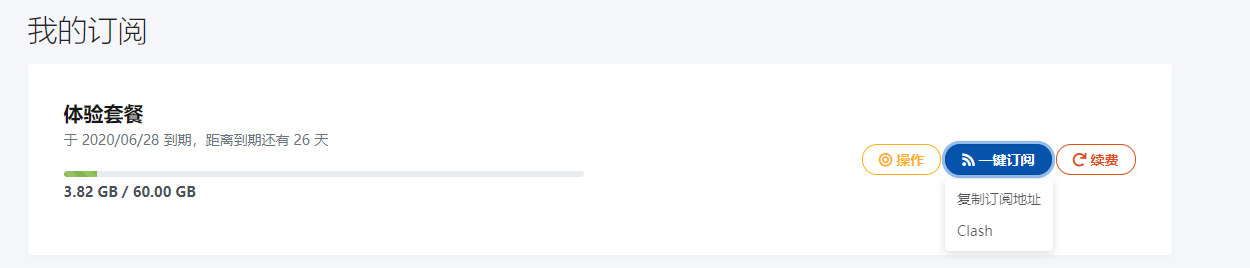 我的订阅
体验套餐
于 2020/06/28 到期，距离到期还有 26 天
3.82 GB / 60.00 GB
操作 一键订阅 续费
复制订阅地址
Clash